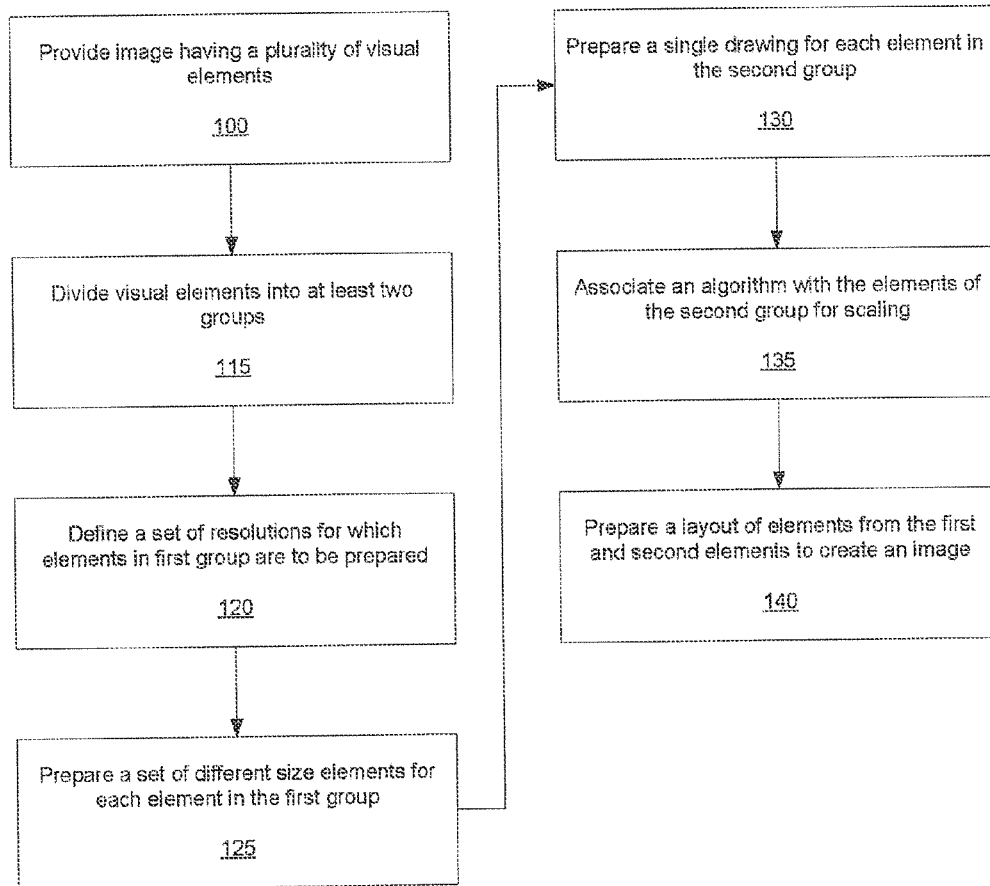 Provide image having a plurality of visual
elements
100
Divide visual elements into at least two
groups
115
Define a set of resolutions for which
elements in first group are to be prepared
120
Prepare a set of different size elements for
each element in the first group
125
Prepare a single drawing for each element in
the second group
130
Associate an algorithm with the elements of
the second group for scaling
135
Prepare a layout of elements from the first
and second elements to create an image
140